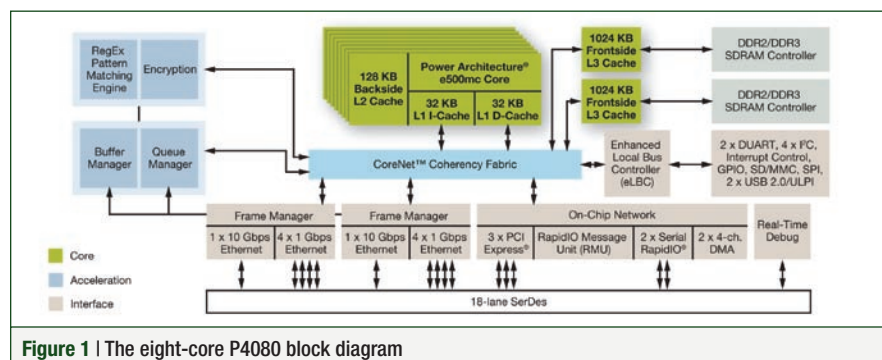 RegEx
Pattern
Matching
Engine
Encryption
Buffer
Manager
Queue
Manager
128 KB
Backside
L2 Cache
Power Architecture®
e500mc Core
32 KB
L1 I-Cache
32 KB
L1 D-Cache
1024 KB
Frontside
L3 Cache
DDR2/DDR3
SDRAM Controller
1024 KB
Frontside
L3 Cache
DDR2/DDR3
SDRAM Controller
CoreNet™ Coherency Fabric
Enhanced
Local Bus
Controller
(eLBC)
2 x DUART, 4 x I²C,
Interrupt Control,
GPIO, SD/MMC, SPI,
2 x USB 2.0/ULPI
Frame Manager
1 x 10 Gbps
Ethernet
4 x 1 Gbps
Ethernet
Frame Manager
1 x 10 Gbps
Ethernet
4 x 1 Gbps
Ethernet
On-Chip Network
3 x PCI
Express®
RapidIO Message
Unit (RMU)
2 x Serial
RapidIO®
2 x 4-ch.
DMA
Real-Time
Debug
Core
Acceleration
Interface
18-lane SerDes
Figure 1 | The eight-core P4080 block diagram